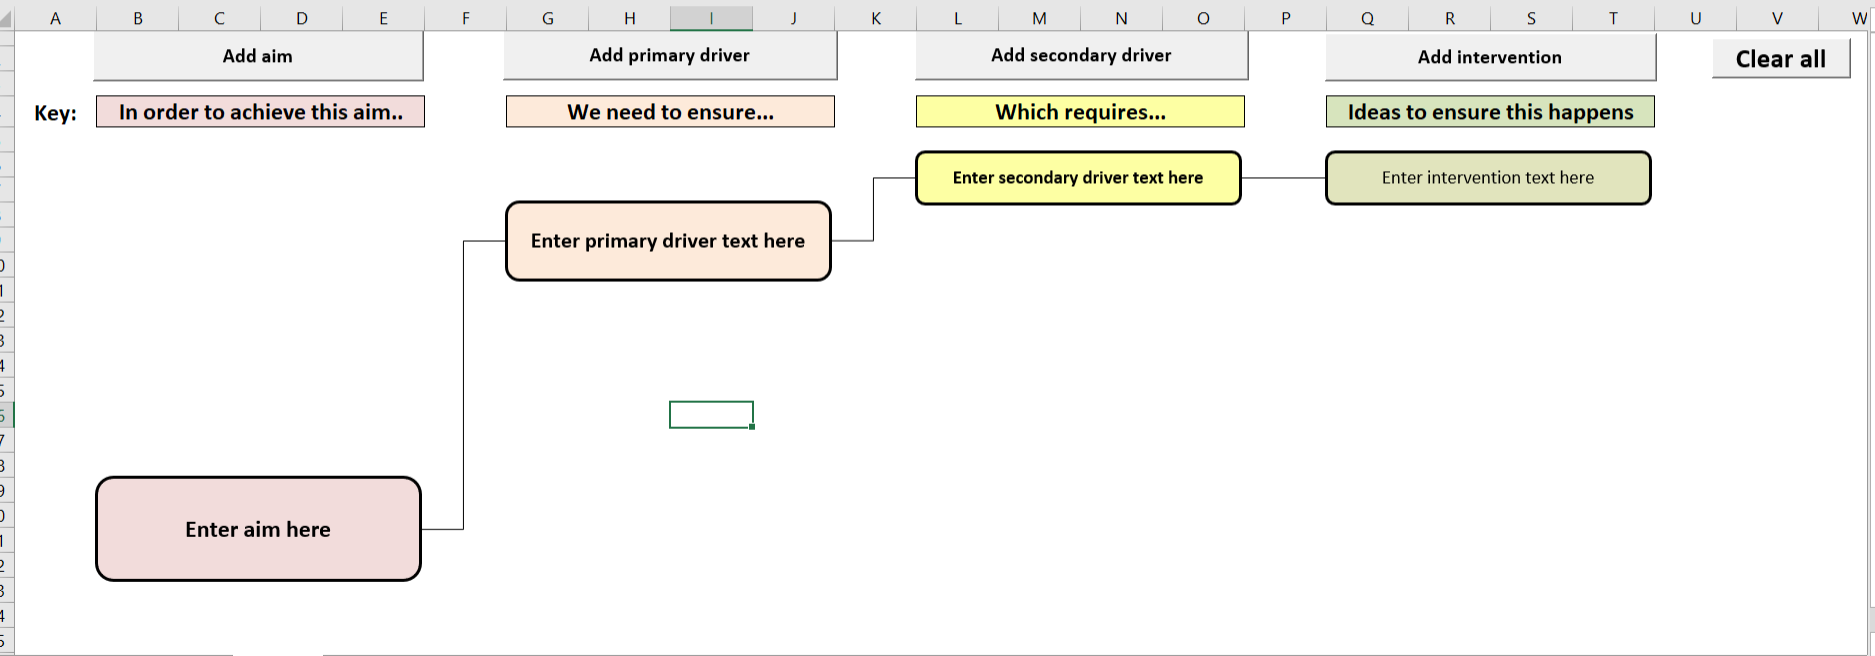 A B C D E F G H I J K L M N O P Q R S T U V W
Add aim Add primary driver Add secondary driver Add intervention Clear all
Key: In order to achieve this aim.. We need to ensure... Which requires... Ideas to ensure this happens
Enter secondary driver text here Enter intervention text here
Enter primary driver text here
Enter aim here